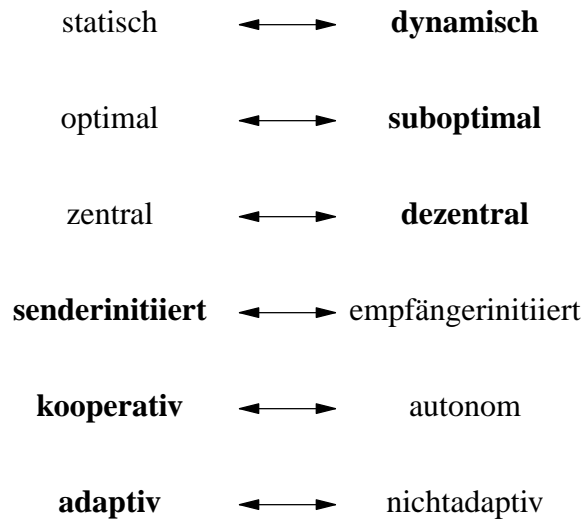 statisch dynamisch
optimal suboptimal
zentral dezentral
senderinitiiert empfängerinitiiert
kooperativ autonom
adaptiv nichtadaptiv